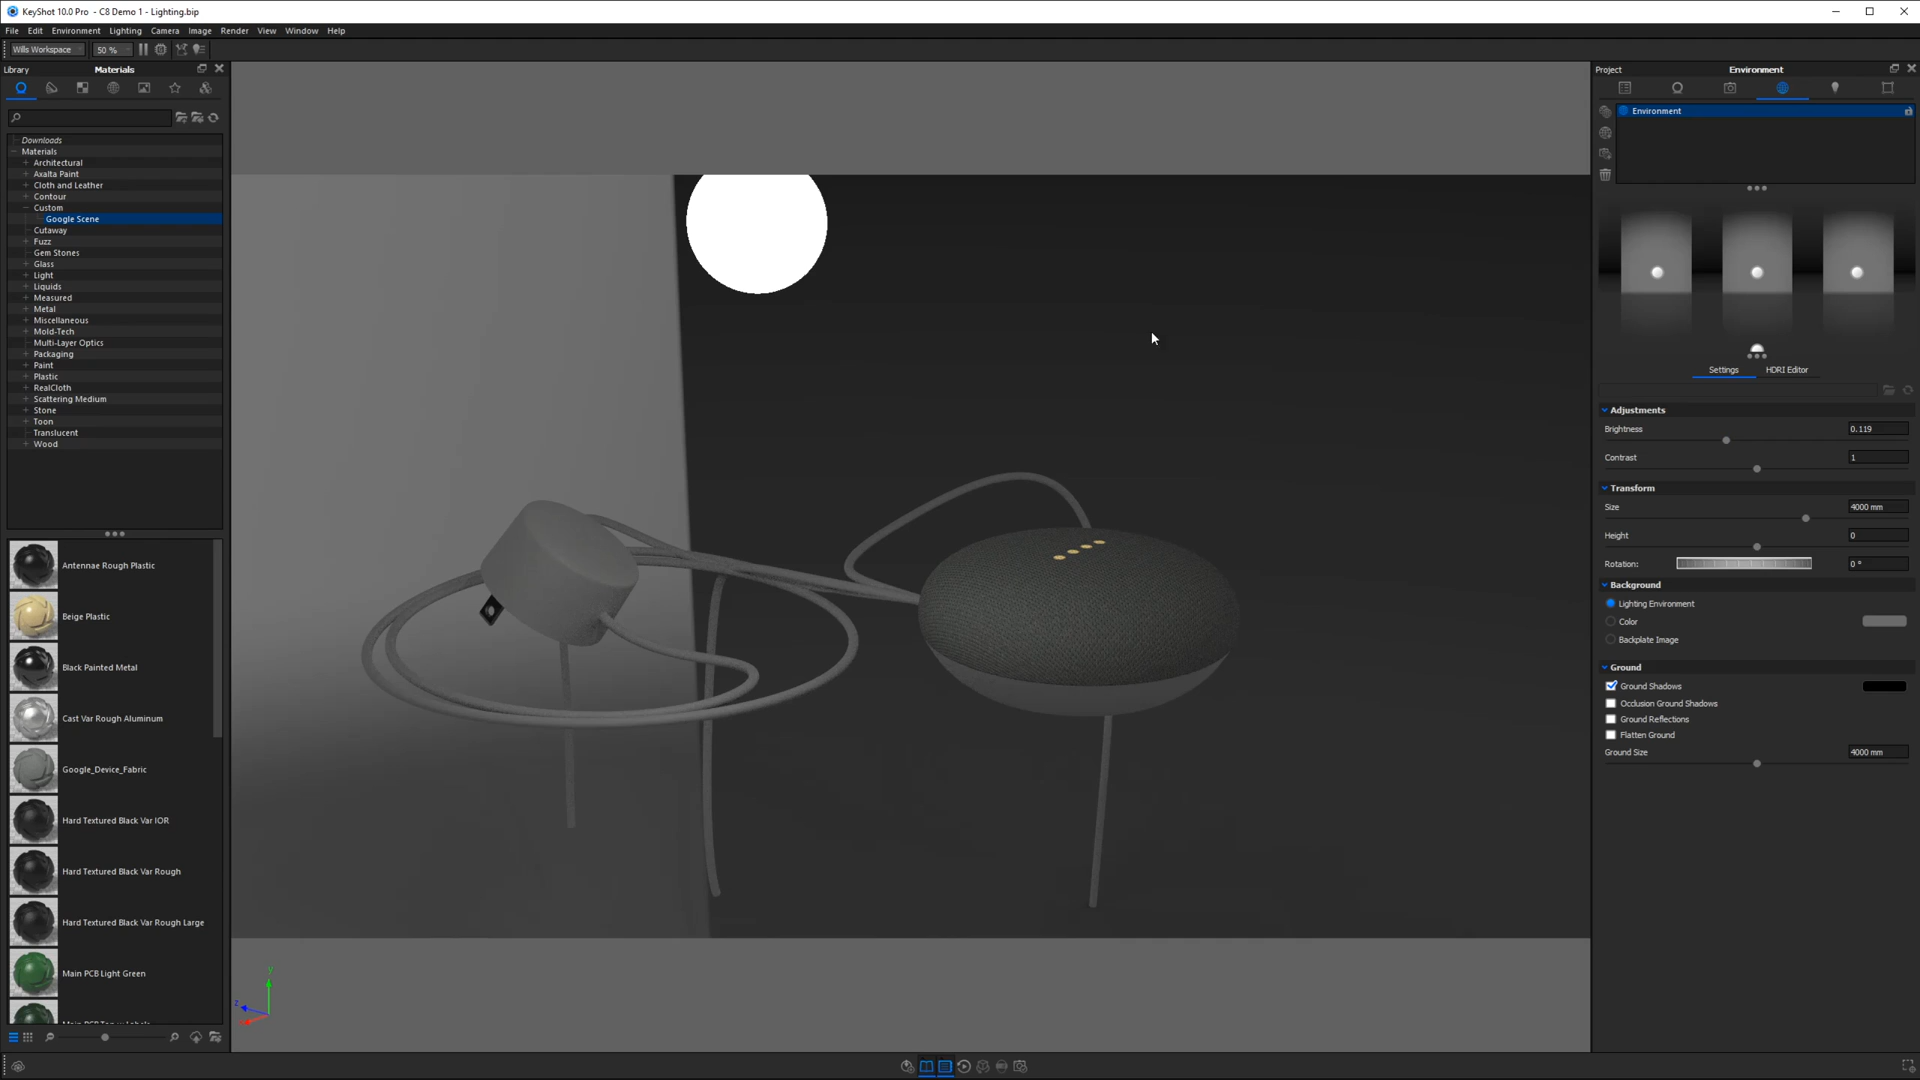 KeyShot 10.0 Pro - C8 Demo 1 - Lighting.bip
File Edit Environment Lighting Camera Image Render View Window Help
Wills Workspace 50 %
Library Materials
Downloads
Materials
Architectural
Axalta Paint
Cloth and Leather
Contour
Custom
Google Scene
Cutaway
Fuzz
Gem Stones
Glass
Light
Liquids
Measured
Metal
Miscellaneous
Mold-Tech
Multi-Layer Optics
Packaging
Paint
Plastic
RealCloth
Scattering Medium
Stone
Toon
Translucent
Wood
Antennae Rough Plastic
Beige Plastic
Black Painted Metal
Cast Var Rough Aluminum
Google_Device_Fabric
Hard Textured Black Var IOR
Hard Textured Black Var Rough
Hard Textured Black Var Rough Large
Main PCB Light Green
y
z
Project Environment
Environment
Settings HDRI Editor
Adjustments
Brightness 0.119
Contrast 1
Transform
Size 4000 mm
Height 0
Rotation: 0 °
Background
Lighting Environment
Color
Backplate Image
Ground
Ground Shadows
Occlusion Ground Shadows
Ground Reflections
Flatten Ground
Ground Size 4000 mm